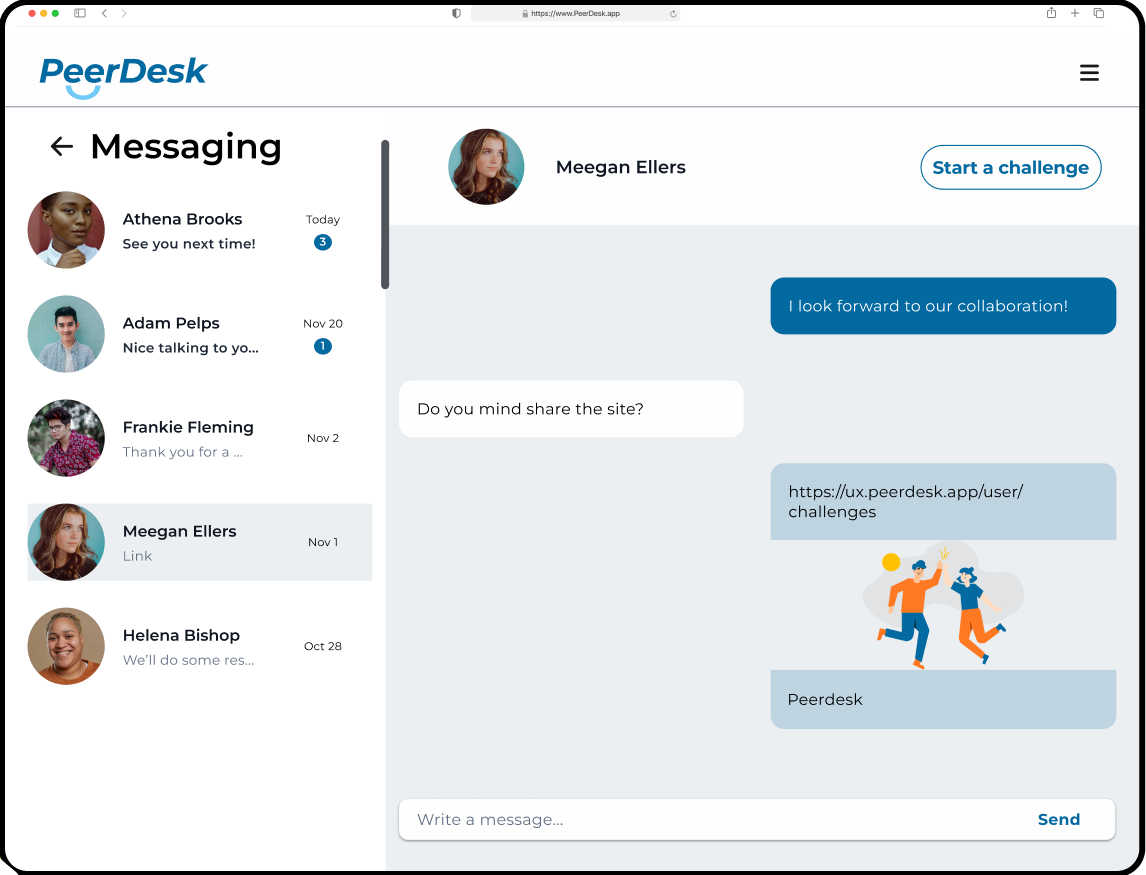 https://www.PeerDesk.app
PeerDesk
Messaging
Athena Brooks
Today
See you next time!
3
Adam Pelps
Nov 20
Nice talking to yo...
1
Frankie Fleming
Nov 2
Thank you for a ...
Meegan Ellers
Nov 1
Link
Helena Bishop
Oct 28
We'll do some res...
Meegan Ellers
Start a challenge
I look forward to our collaboration!
Do you mind share the site?
https://ux.peerdesk.app/user/
challenges
Peerdesk
Write a message...
Send